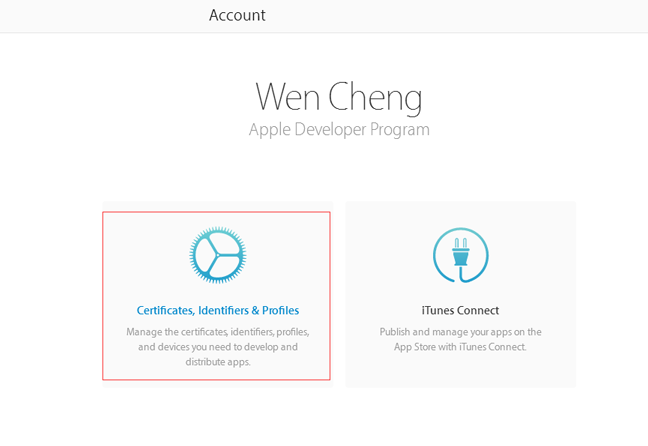 Account
Wen Cheng
Apple Developer Program
Certificates, Identifiers & Profiles
Manage the certificates, identifiers, profiles,
and devices you need to develop and
distribute apps.
iTunes Connect
Publish and manage your apps on the
App Store with iTunes Connect.